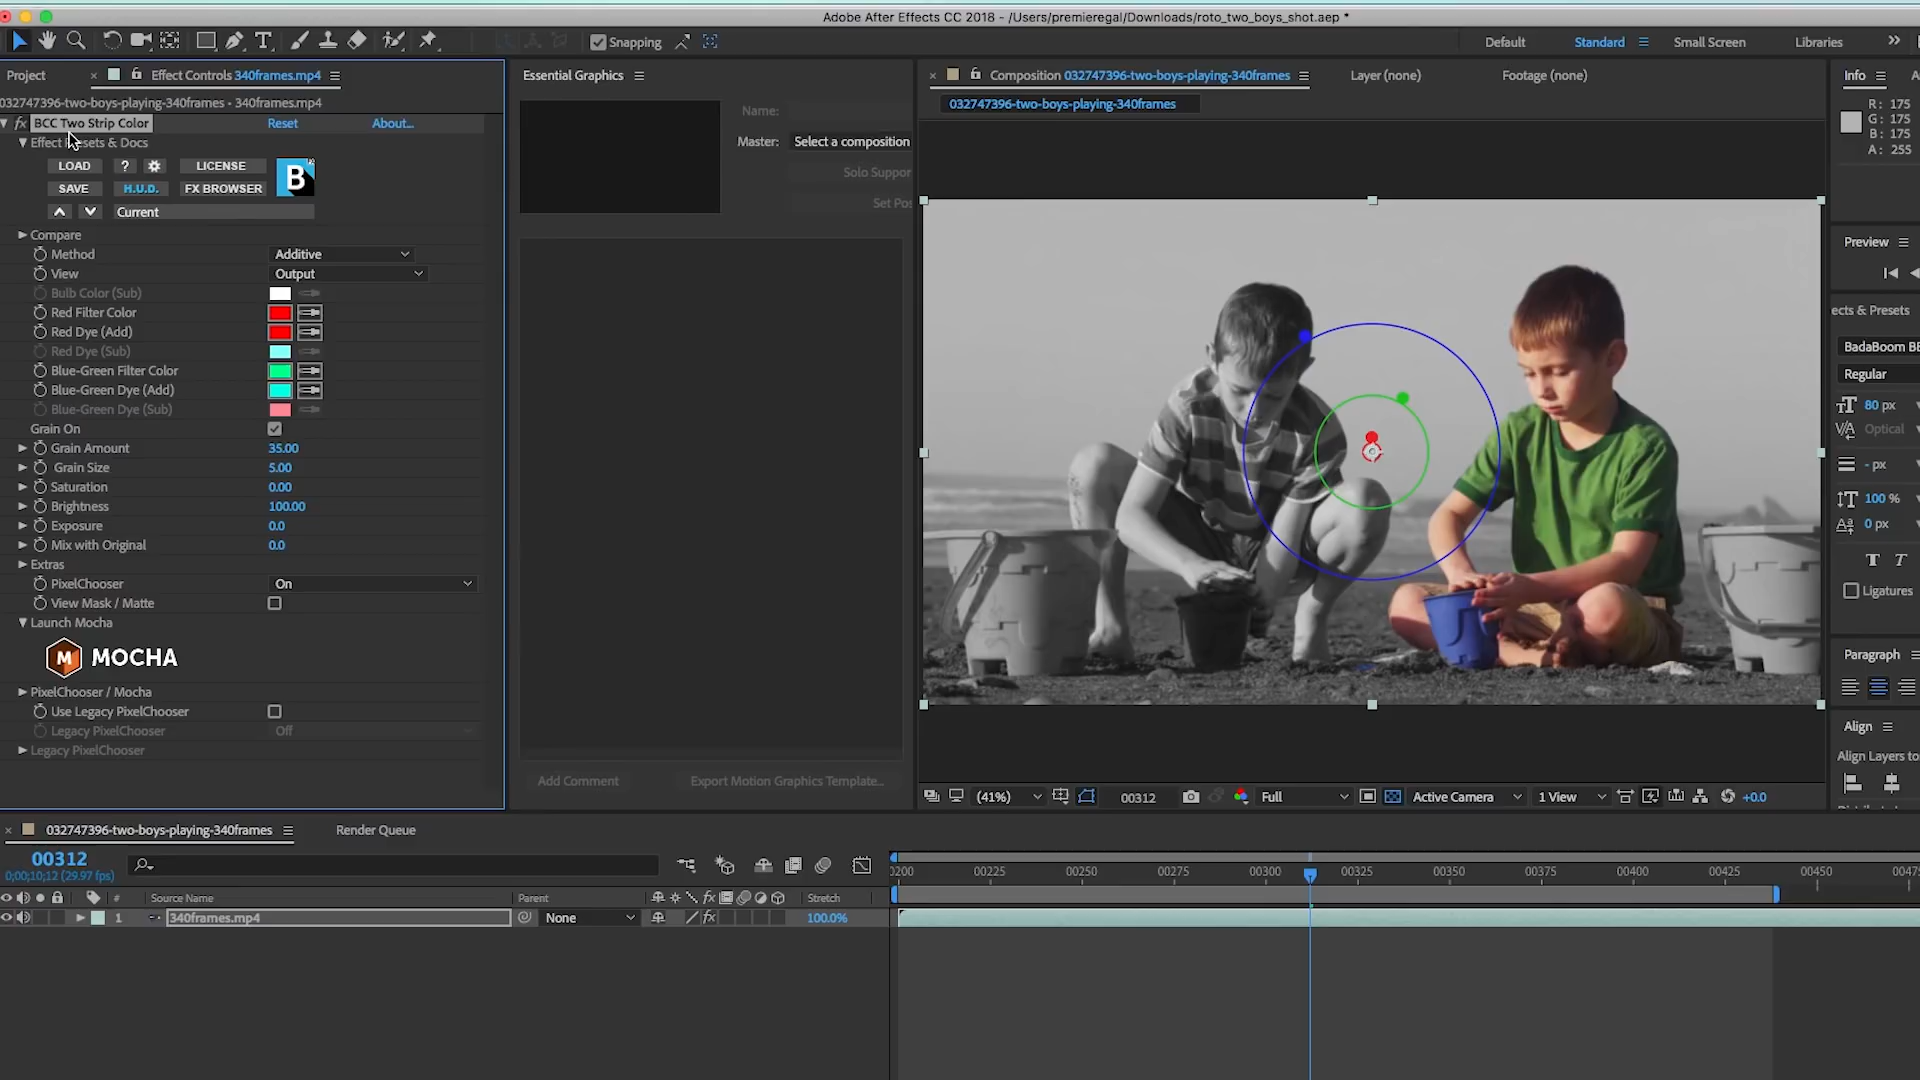 Adobe After Effects CC 2018 - /Users/premieregal/Downloads/roto_two_boys_shot.aep *
Snapping
Default
Standard
Small Screen
Libraries
Project
Effect Controls 340frames.mp4
032747396-two-boys-playing-340frames • 340frames.mp4
fx BCC Two Strip Color
Reset
About...
Effect Presets & Docs
LOAD
?
LICENSE
SAVE
H.U.D.
FX BROWSER
B
Current
Compare
Method Additive
View Output
Bulb Color (Sub)
Red Filter Color
Red Dye (Add)
Red Dye (Sub)
Blue-Green Filter Color
Blue-Green Dye (Add)
Blue-Green Dye (Sub)
Grain On
Grain Amount 35.00
Grain Size 5.00
Saturation 0.00
Brightness 100.00
Exposure 0.0
Mix with Original 0.0
Extras
PixelChooser On
View Mask / Matte
Launch Mocha
M MOCHA
PixelChooser / Mocha
Use Legacy PixelChooser
Legacy PixelChooser Off
Legacy PixelChooser
Essential Graphics
Name:
Master: Select a composition
Solo Suppor
Set Pos
Add Comment
Export Motion Graphics Template...
Composition 032747396-two-boys-playing-340frames
Layer (none)
Footage (none)
032747396-two-boys-playing-340frames
(41%)
00312
Full
Active Camera
1 View
+0.0
Info
R: 175
G: 175
B: 175
A: 255
Preview
ects & Presets
BadaBoom BB
Regular
80 px
Optical
- px
100 %
0 px
T T
Ligatures
Paragraph
Align
Align Layers to
032747396-two-boys-playing-340frames
Render Queue
00312
0;00;10;12 (29.97 fps)
0200 00225 00250 00275 00300 00325 00350 00375 00400 00425 00450 00475
# Source Name Parent fx Stretch
1 340frames.mp4 None fx 100.0%